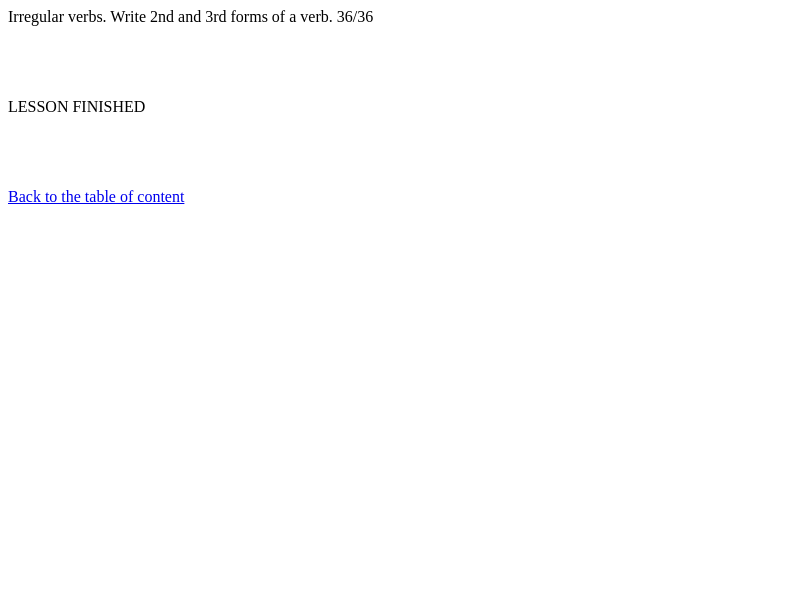 Irregular verbs. Write 2nd and 3rd forms of a verb. 36/36
LESSON FINISHED
Back to the table of content